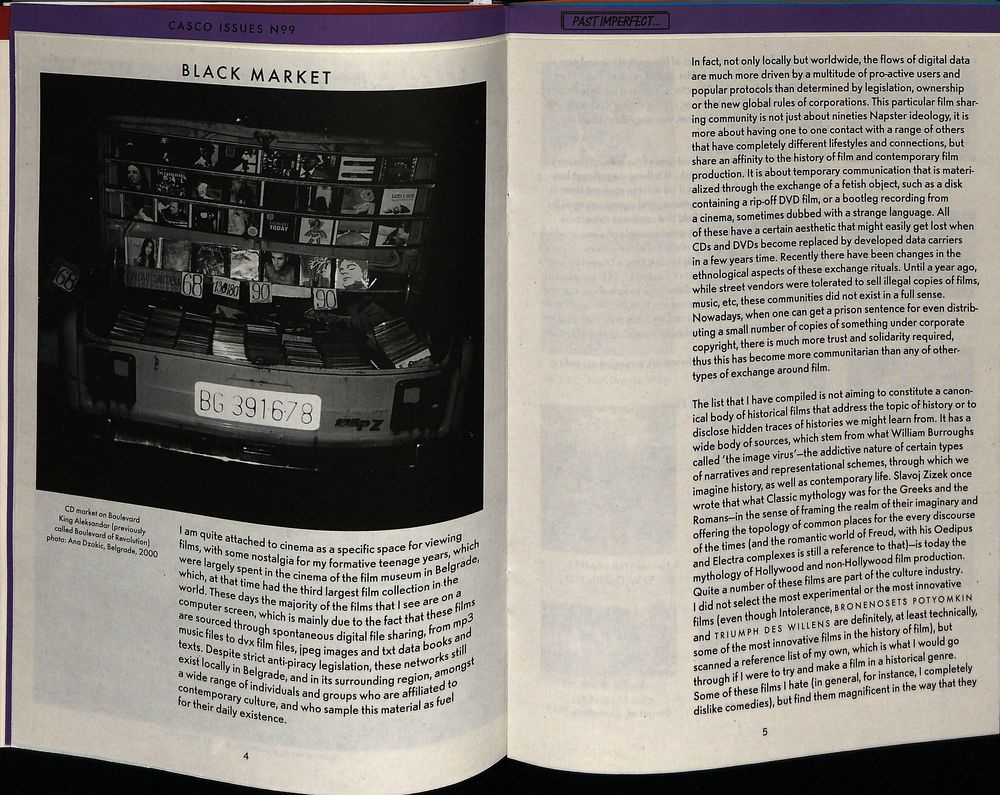 CASCO ISSUES Nº9
BLACK MARKET
TODAY
68
68
130180
90
90
BG 391678
CD market on Boulevard
King Aleksandar (previously
called Boulevard of Revolution)
photo: Ana Dzokic, Belgrade, 2000
I am quite attached to cinema as a specific space for viewing
films, with some nostalgia for my formative teenage years, which
were largely spent in the cinema of the film museum in Belgrade,
which, at that time had the third largest film collection in the
world. These days the majority of the films that I see are on a
computer screen, which is mainly due to the fact that these films
are sourced through spontaneous digital file sharing, from mp3
music files to dvx film files, jpeg images and txt data books and
texts. Despite strict anti-piracy legislation, these networks still
exist locally in Belgrade, and in its surrounding region, amongst
a wide range of individuals and groups who are affiliated to
contemporary culture, and who sample this material as fuel
for their daily existence.
4
PAST IMPERFECT...
In fact, not only locally but worldwide, the flows of digital data
are much more driven by a multitude of pro-active users and
popular protocols than determined by legislation, ownership
or the new global rules of corporations. This particular film shar-
ing community is not just about nineties Napster ideology, it is
more about having one to one contact with a range of others
that have completely different lifestyles and connections, but
share an affinity to the history of film and contemporary film
production. It is about temporary communication that is materi-
alized through the exchange of a fetish object, such as a disk
containing a rip-off DVD film, or a bootleg recording from
a cinema, sometimes dubbed with a strange language. All
of these have a certain aesthetic that might easily get lost when
CDs and DVDs become replaced by developed data carriers
in a few years time. Recently there have been changes in the
ethnological aspects of these exchange rituals. Until a year ago,
while street vendors were tolerated to sell illegal copies of films,
music, etc, these communities did not exist in a full sense.
Nowadays, when one can get a prison sentence for even distrib-
uting a small number of copies of something under corporate
copyright, there is much more trust and solidarity required,
thus this has become more communitarian than any of other-
types of exchange around film.
The list that I have compiled is not aiming to constitute a canon-
ical body of historical films that address the topic of history or to
disclose hidden traces of histories we might learn from. It has a
wide body of sources, which stem from what William Burroughs
called 'the image virus'—the addictive nature of certain types
of narratives and representational schemes, through which we
imagine history, as well as contemporary life. Slavoj Zizek once
wrote that what Classic mythology was for the Greeks and the
Romans—in the sense of framing the realm of their imaginary and
offering the topology of common places for the every discourse
of the times (and the romantic world of Freud, with his Oedipus
and Electra complexes is still a reference to that)—is today the
mythology of Hollywood and non-Hollywood film production.
Quite a number of these films are part of the culture industry.
I did not select the most experimental or the most innovative
films (even though Intolerance, BRONENOSETS POTYOMKIN
and TRIUMPH DES WILLENS are definitely, at least technically,
some of the most innovative films in the history of film), but
scanned a reference list of my own, which is what I would go
through if I were to try and make a film in a historical genre.
Some of these films I hate (in general, for instance, I completely
dislike comedies), but find them magnificent in the way that they
5